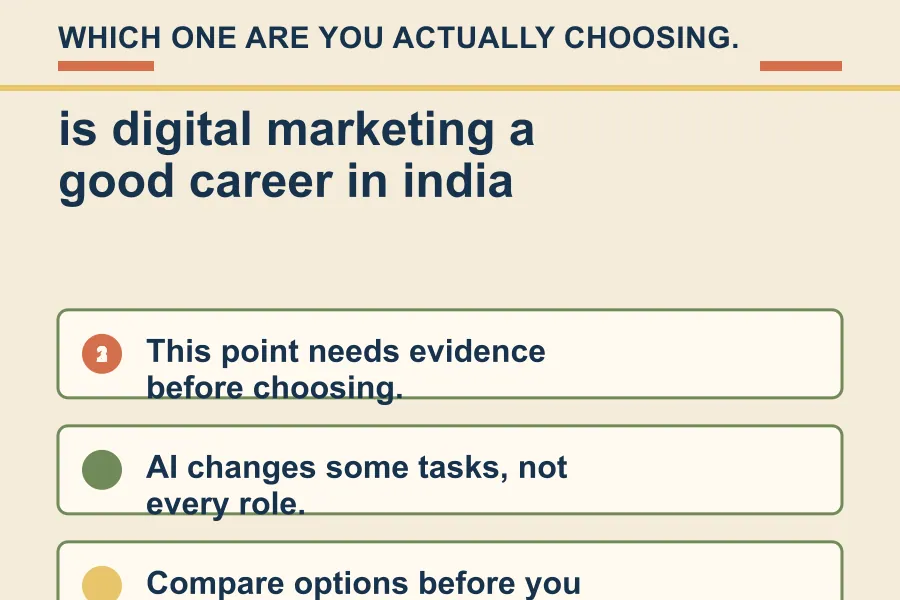 WHICH ONE ARE YOU ACTUALLY CHOOSING.
is digital marketing a
good career in india
This point needs evidence
before choosing.
AI changes some tasks, not
every role.
Compare options before you